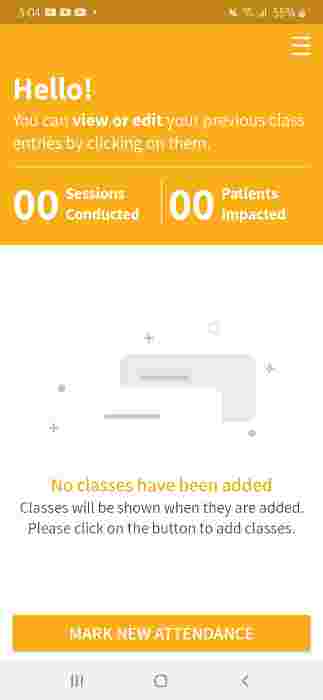 5:04
55%
Hello!
You can view or edit your previous class
entries by clicking on them.
00 Sessions Conducted
00 Patients Impacted
No classes have been added
Classes will be shown when they are added.
Please click on the button to add classes.
MARK NEW ATTENDANCE